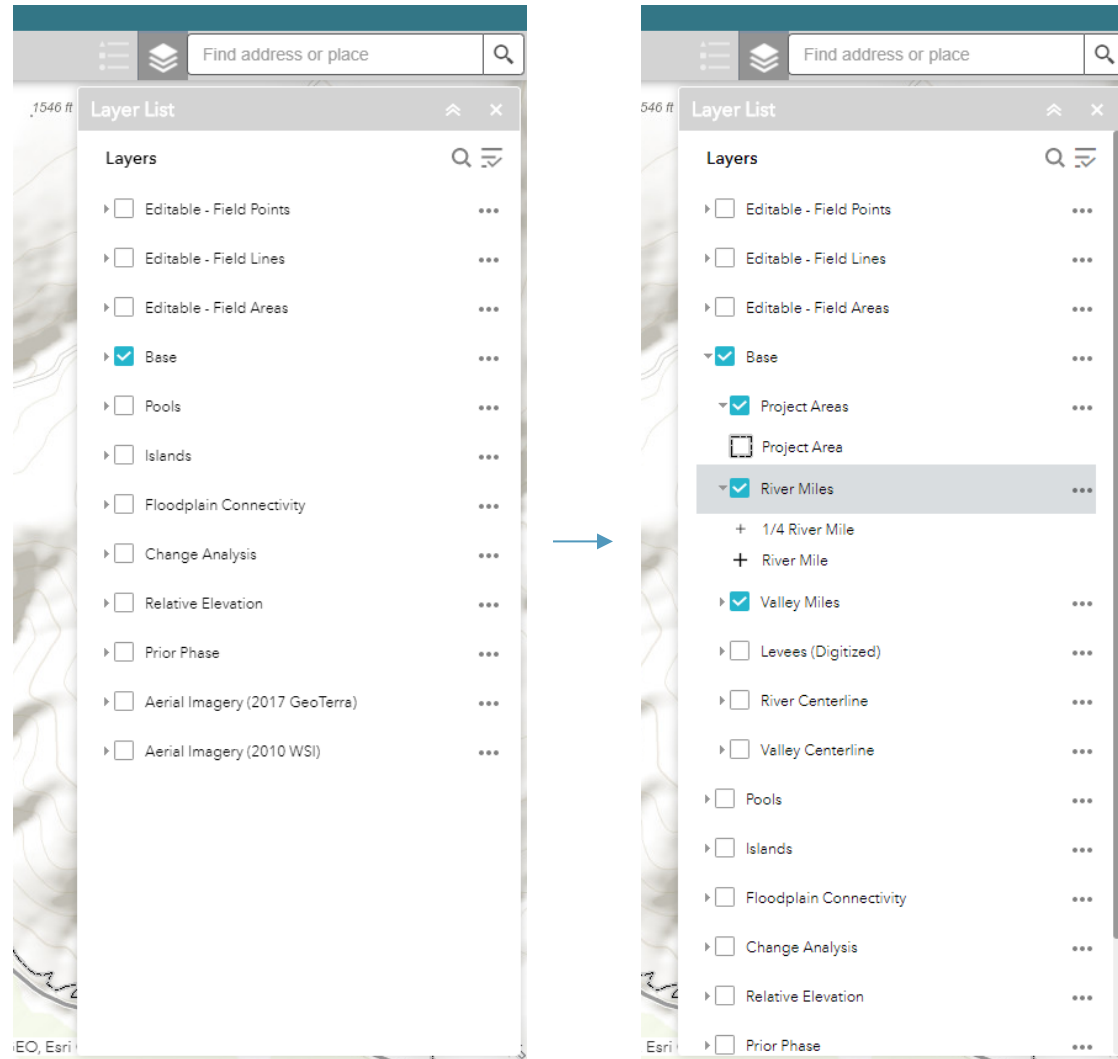 Find address or place
1546 ft
Layer List
Layers
Editable - Field Points
Editable - Field Lines
Editable - Field Areas
Base
Pools
Islands
Floodplain Connectivity
Change Analysis
Relative Elevation
Prior Phase
Aerial Imagery (2017 GeoTerra)
Aerial Imagery (2010 WSI)
EO, Esri
Find address or place
546 ft
Layer List
Layers
Editable - Field Points
Editable - Field Lines
Editable - Field Areas
Base
Project Areas
Project Area
River Miles
1/4 River Mile
River Mile
Valley Miles
Levees (Digitized)
River Centerline
Valley Centerline
Pools
Islands
Floodplain Connectivity
Change Analysis
Relative Elevation
Prior Phase
Esri